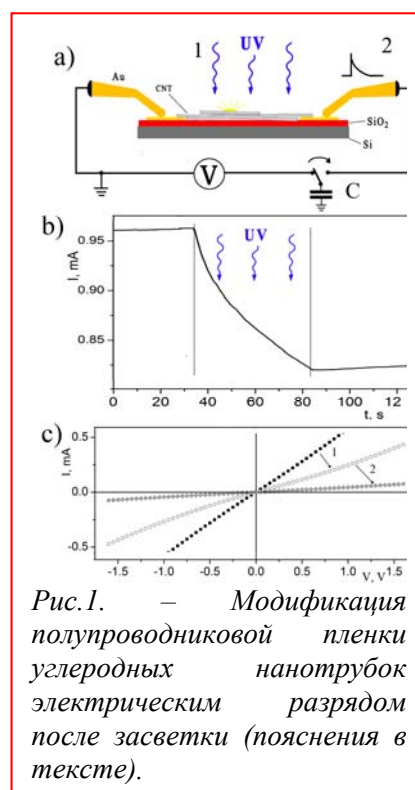 1 UV 2
a)
Au
CNT
SiO2
Si
V
C
b)
UV
I, mA
0.95
0.90
0.85
0 20 40 60 80 100 12
t. s
c)
I, mA
0.5
0.0
-0.5
1
2
-1.5 -1.0 -0.5 0.0 0.5 1.0 1.5
V, V
Рис.1. – Модификация
полупроводниковой пленки
углеродных нанотрубок
электрическим разрядом
после засветки (пояснения в
тексте).